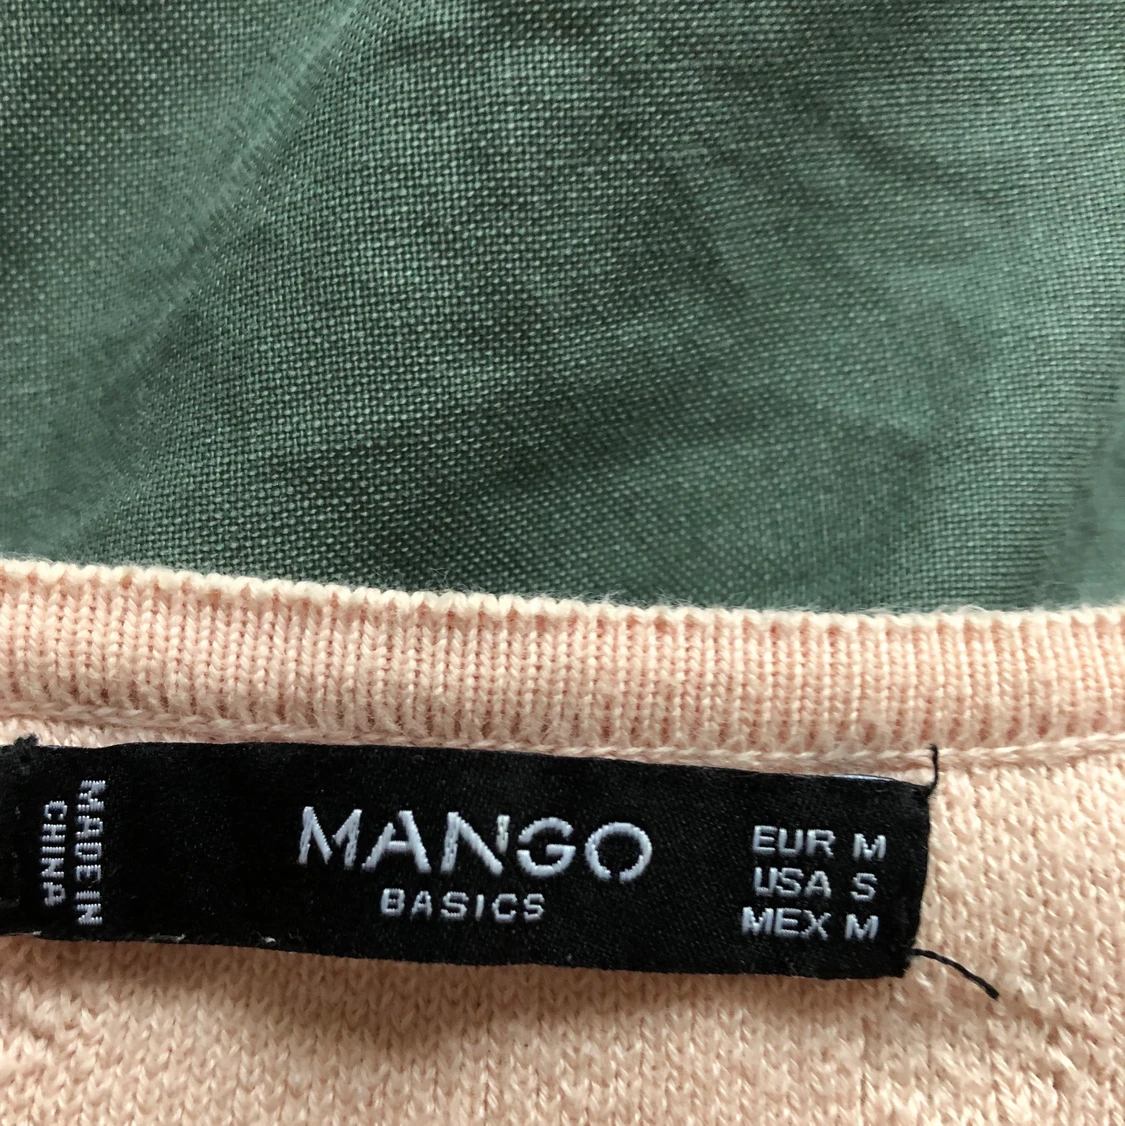 MADE IN
CHINA
MANGO
BASICS
EUR M
USA S
MEX M